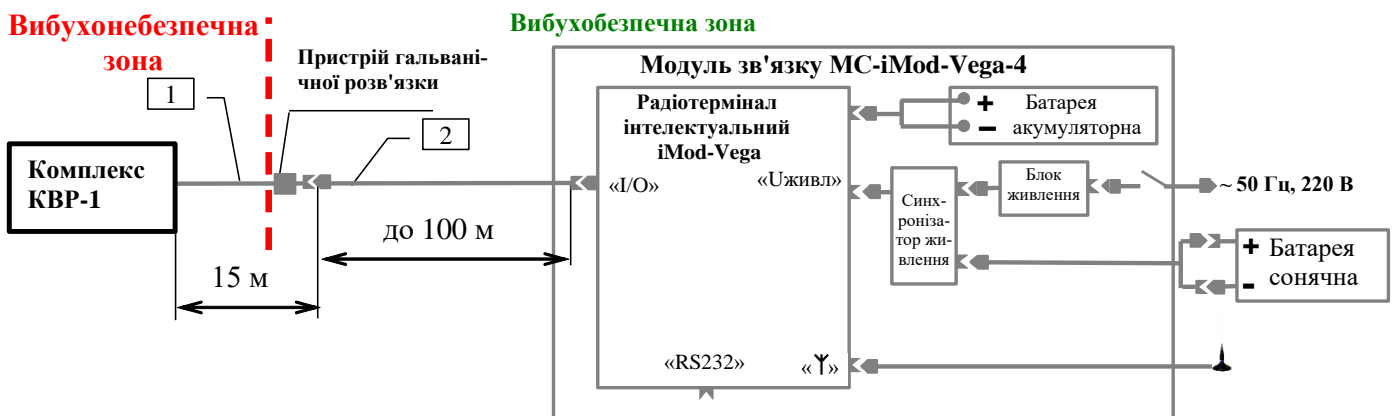 Вибухонебезпечна
зона
Вибухобезпечна зона
Пристрій гальвані-
чної розв'язки
Модуль зв'язку МС-iMod-Vega-4
1
2
Комплекс
КВР-1
Радіотермінал
інтелектуальний
iMod-Vega
«I/O»
«Uживл»
+ Батарея
− акумуляторна
Блок
живлення
~ 50 Гц, 220 В
Синх-
роніза-
тор жи-
влення
+ Батарея
- сонячна
до 100 м
15 м
«RS232»
« »